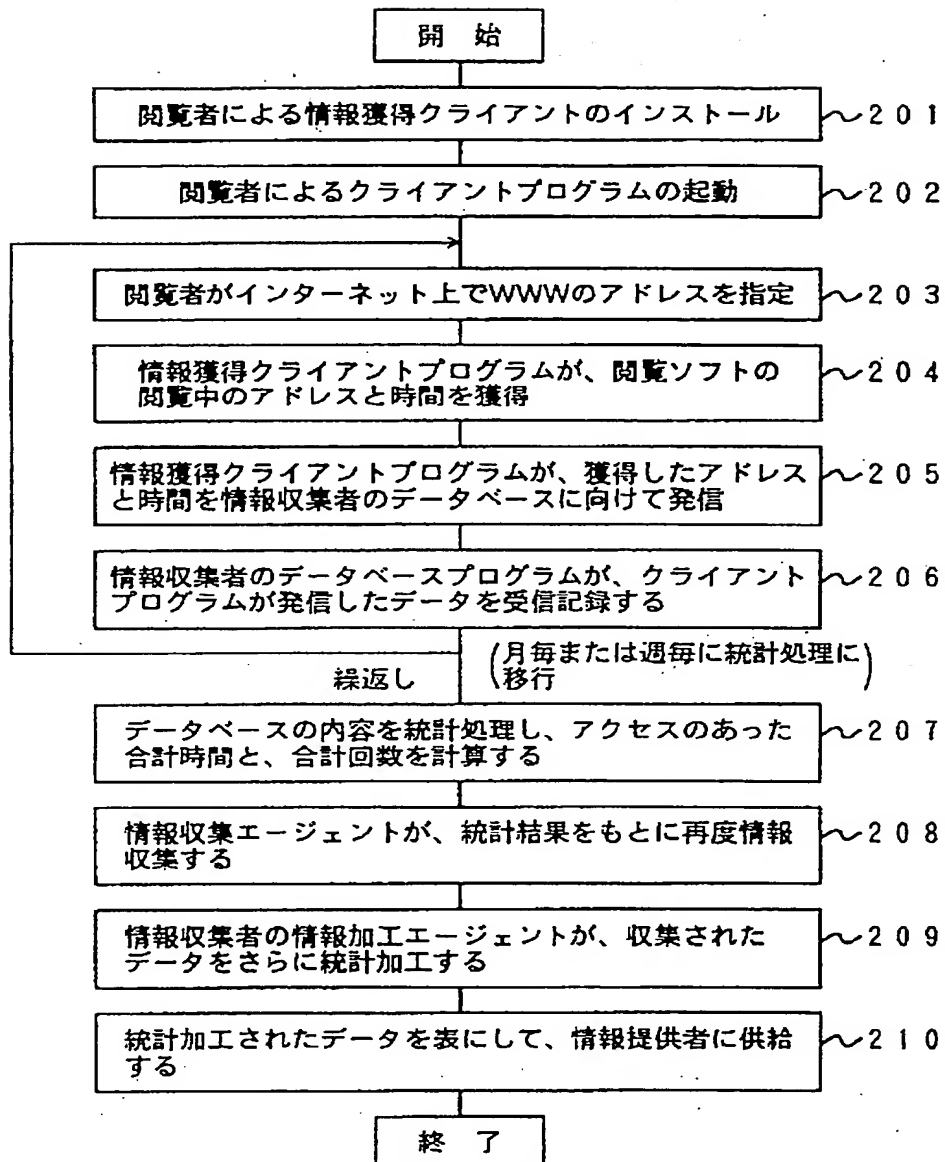 開 始
閲覧者による情報獲得クライアントのインストール 201
閲覧者によるクライアントプログラムの起動 202
閲覧者がインターネット上でWWWのアドレスを指定 203
情報獲得クライアントプログラムが、閲覧ソフトの
閲覧中のアドレスと時間を獲得 204
情報獲得クライアントプログラムが、獲得したアドレス
と時間を情報収集者のデータベースに向けて発信 205
情報収集者のデータベースプログラムが、クライアント
プログラムが発信したデータを受信記録する 206
繰返し (月毎または週毎に統計処理に
移行)
データベースの内容を統計処理し、アクセスのあった
合計時間と、合計回数を計算する 207
情報収集エージェントが、統計結果をもとに再度情報
収集する 208
情報収集者の情報加工エージェントが、収集された
データをさらに統計加工する 209
統計加工されたデータを表にして、情報提供者に供給
する 210
終 了